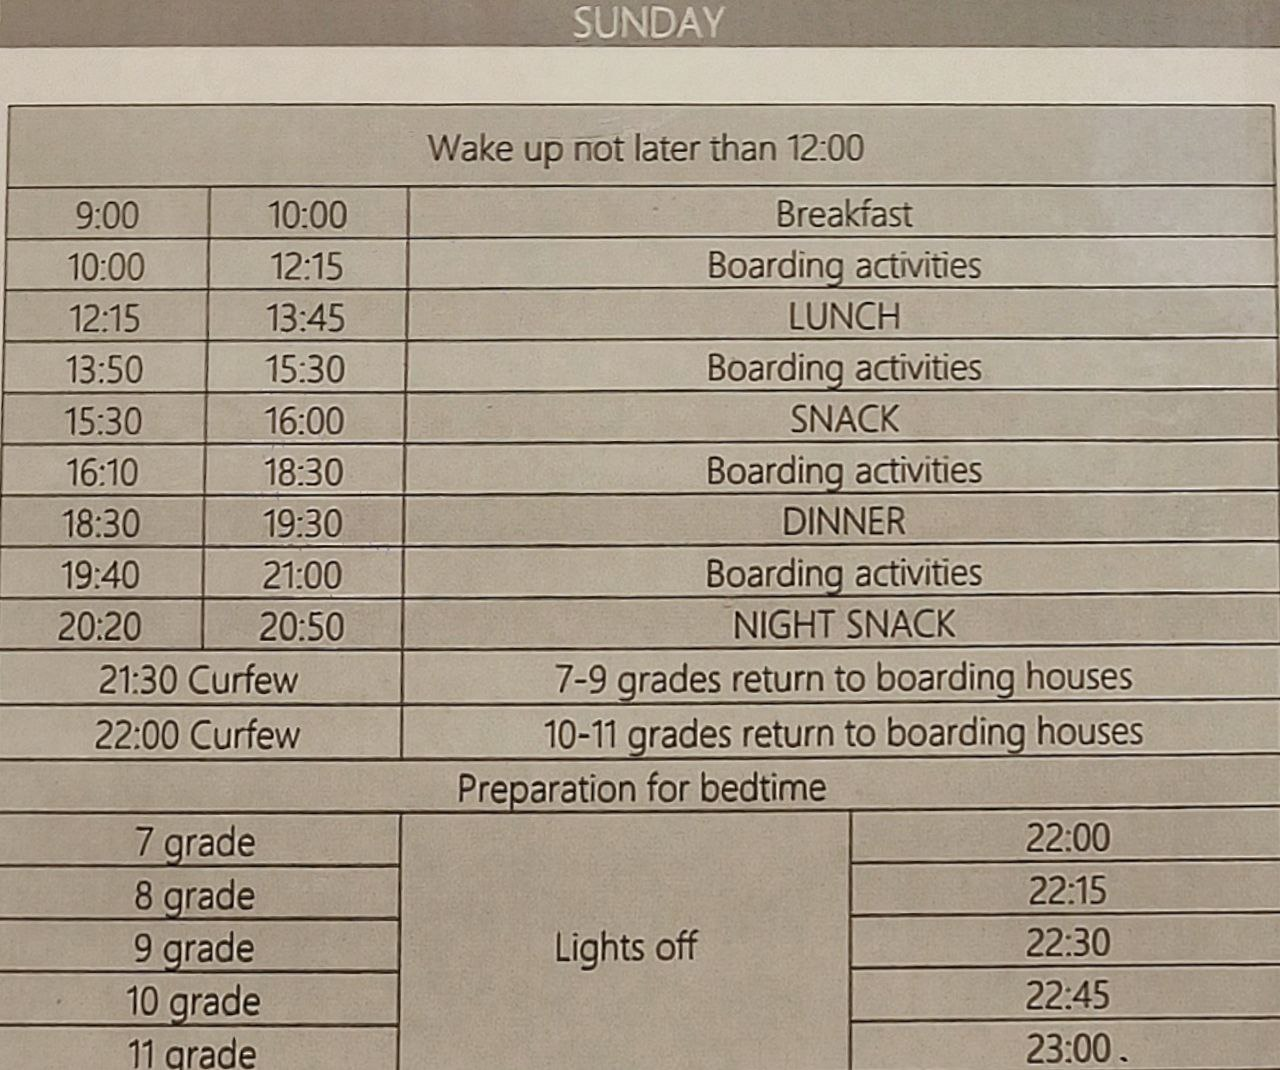 SUNDAY
Wake up not later than 12:00
9:00 10:00 Breakfast
10:00 12:15 Boarding activities
12:15 13:45 LUNCH
13:50 15:30 Boarding activities
15:30 16:00 SNACK
16:10 18:30 Boarding activities
18:30 19:30 DINNER
19:40 21:00 Boarding activities
20:20 20:50 NIGHT SNACK
21:30 Curfew 7-9 grades return to boarding houses
22:00 Curfew 10-11 grades return to boarding houses
Preparation for bedtime
7 grade 22:00
8 grade 22:15
9 grade Lights off 22:30
10 grade 22:45
11 grade 23:00 .